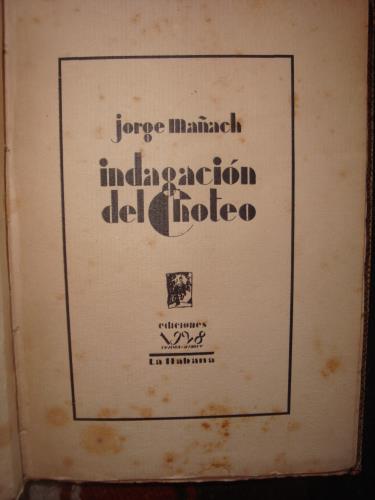 jorge mañach
indagación
del Choteo
ediciones
1928
La Habana